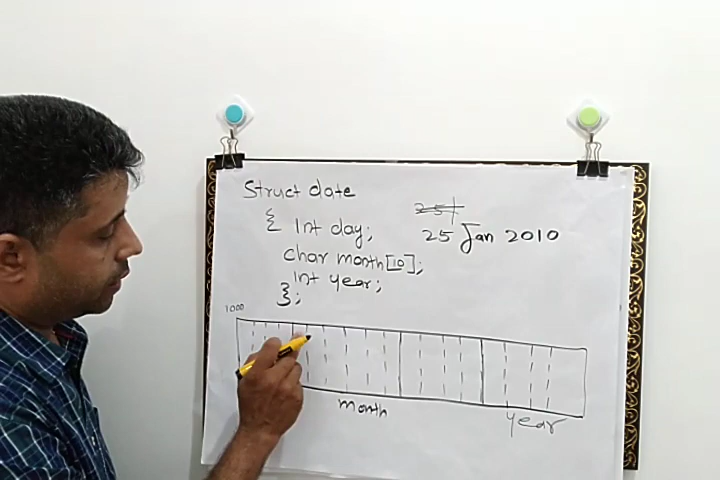 Struct date
{ Int day;
char month[10];
int year;
};
25 Jan 2010
1000
month
year